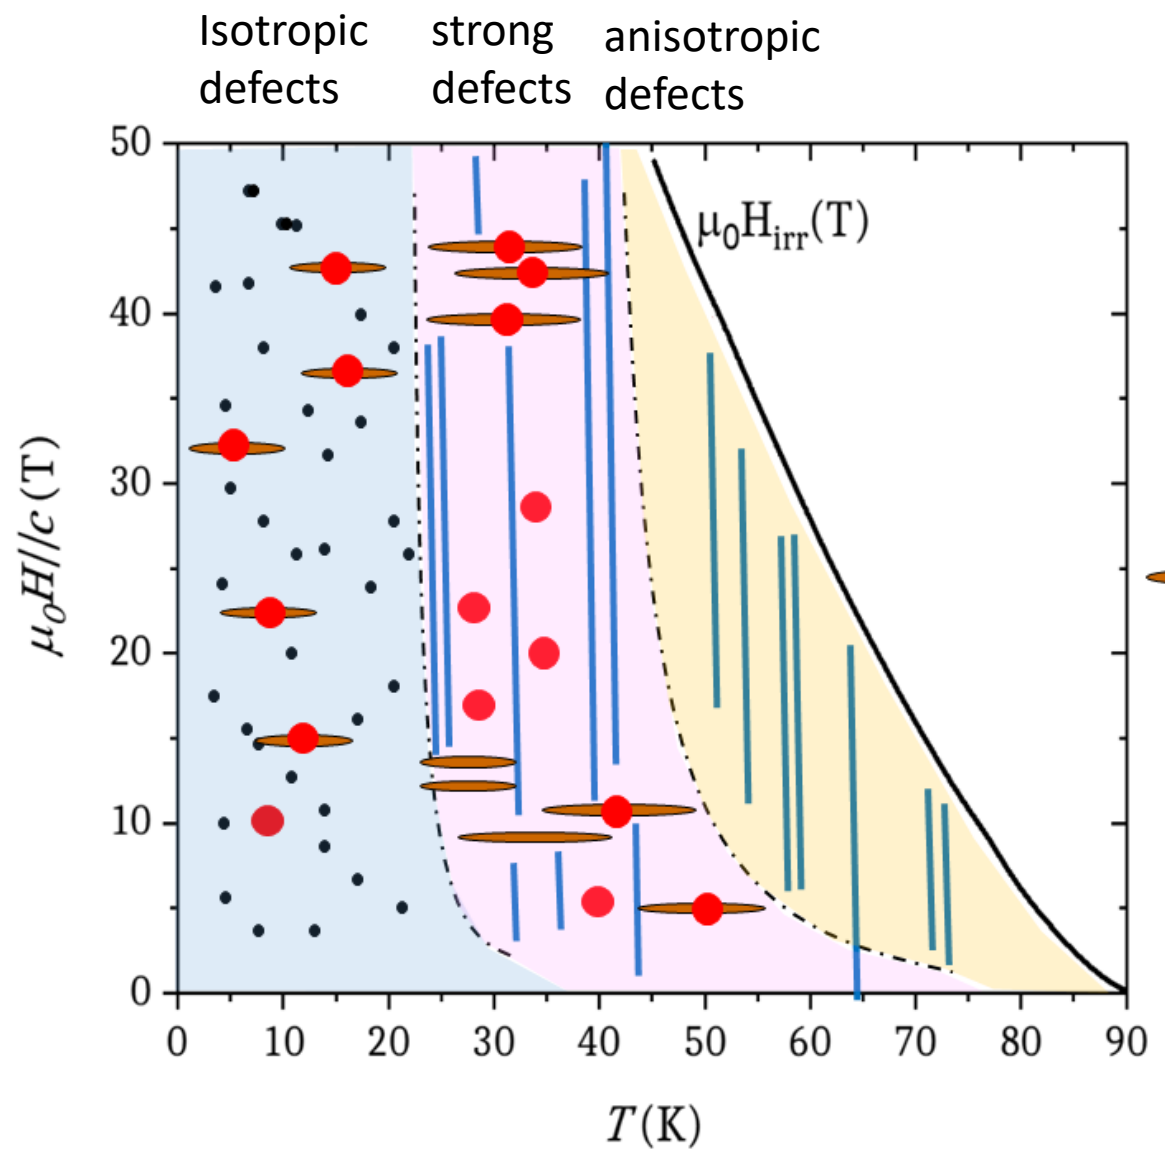 Isotropic defects
strong defects
anisotropic defects
50
40
30
20
10
0
μ₀H//c (T)
μ₀Hirr(T)
0 10 20 30 40 50 60 70 80 90
T (K)